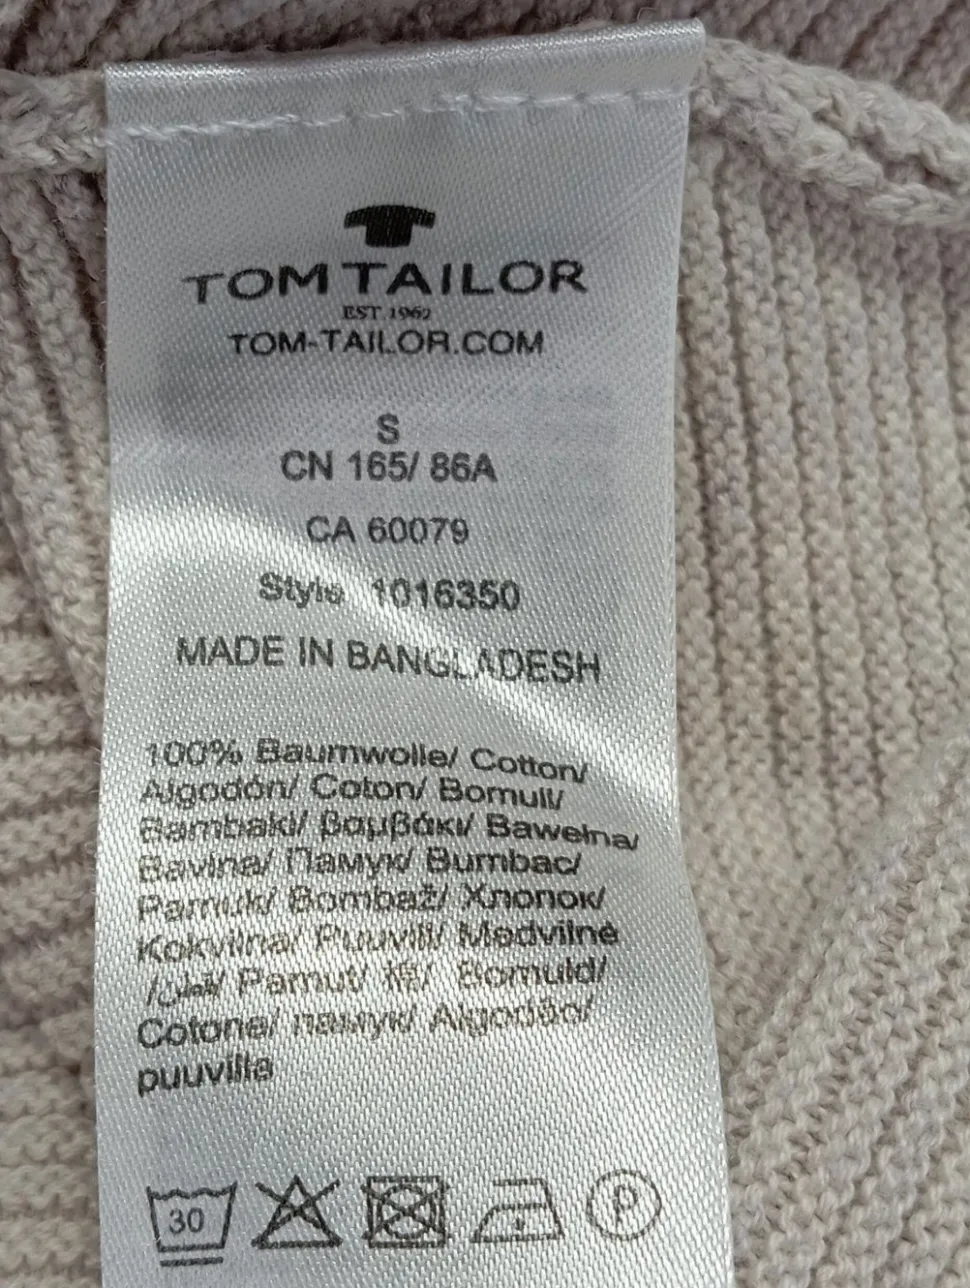 TOM TAILOR
EST. 1962
TOM-TAILOR.COM
S
CN 165/ 86A
CA 60079
Style 1016350
MADE IN BANGLADESH
100% Baumwolle/ Cotton/
Algodón/ Coton/ Bomull/
Bambaki/ βαμβάκι/ Bawełna/
Bavlna/ Памук/ Bumbac/
Pamuk/ Bombaž/ Хлопок/
Kokvilna/ Puuvill/ Medvilnė
/قطن/ Pamut/ 棉/ Bomuld/
Cotone/ памук/ Algodão/
puuvilla
30
P